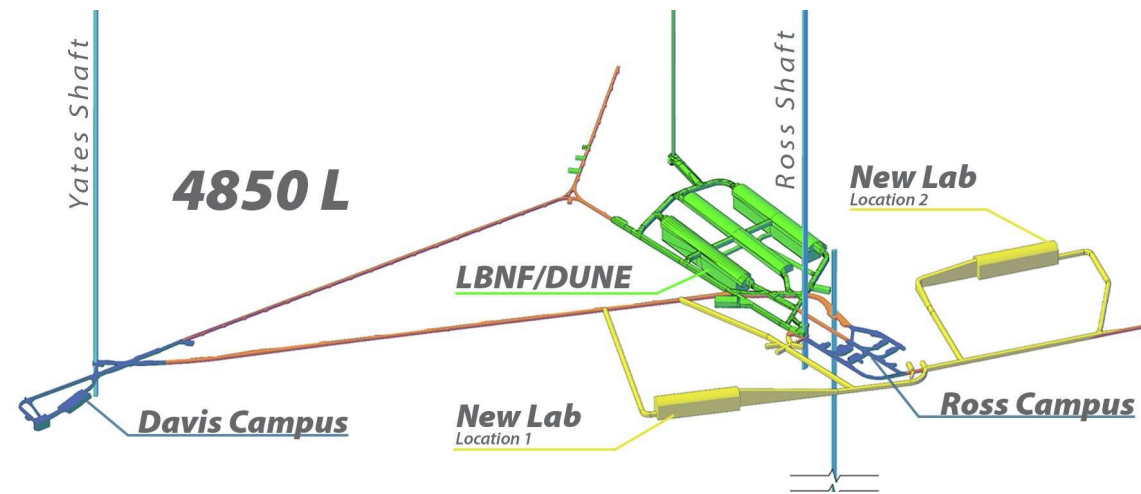 Yates Shaft
4850 L
Ross Shaft
New Lab
Location 2
LBNF/DUNE
Davis Campus
New Lab
Location 1
Ross Campus